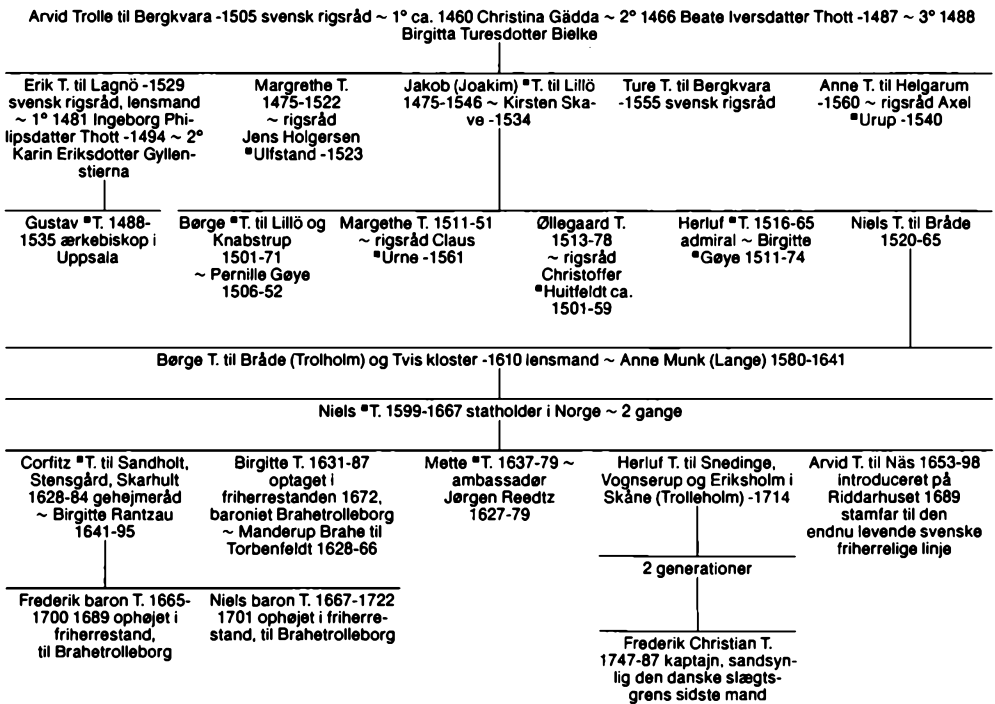 Arvid Trolle til Bergkvara -1505 svensk rigsråd ~ 1° ca. 1460 Christina Gädda ~ 2° 1466 Beate Iversdatter Thott -1487 ~ 3° 1488
Birgitta Turesdotter Bielke
Erik T. til Lagnö -1529
svensk rigsråd, lensmand
~ 1° 1481 Ingeborg Phi-
lipsdatter Thott -1494 ~ 2°
Karin Eriksdotter Gyllen-
stierna
Margrethe T.
1475-1522
~ rigsråd
Jens Holgersen
■Ulfstand -1523
Jakob (Joakim) ■T. til Lillö
1475-1546 ~ Kirsten Ska-
ve -1534
Ture T. til Bergkvara
-1555 svensk rigsråd
Anne T. til Helgarum
-1560 ~ rigsråd Axel
■Urup -1540
Gustav ■T. 1488-
1535 ærkebiskop i
Uppsala
Børge ■T. til Lillö og
Knabstrup
1501-71
~ Pernille Gøye
1506-52
Margethe T. 1511-51
~ rigsråd Claus
■Urne -1561
Øllegaard T.
1513-78
~ rigsråd
Christoffer
■Huitfeldt ca.
1501-59
Herluf ■T. 1516-65
admiral ~ Birgitte
■Gøye 1511-74
Niels T. til Bråde
1520-65
Børge T. til Bråde (Trolholm) og Tvis kloster -1610 lensmand ~ Anne Munk (Lange) 1580-1641
Niels ■T. 1599-1667 statholder i Norge ~ 2 gange
Corfitz ■T. til Sandholt,
Stensgård, Skarhult
1628-84 gehejmeråd
~ Birgitte Rantzau
1641-95
Birgitte T. 1631-87
optaget i
friherrestanden 1672,
baroniet Brahetrolleborg
~ Manderup Brahe til
Torbenfeldt 1628-66
Mette ■T. 1637-79 ~
ambassadør
Jørgen Reedtz
1627-79
Herluf T. til Snedinge,
Vognserup og Eriksholm i
Skåne (Trolleholm) -1714
Arvid T. til Näs 1653-98
introduceret på
Riddarhuset 1689
stamfar til den
endnu levende svenske
friherrelige linje
2 generationer
Frederik baron T. 1665-
1700 1689 ophøjet i
friherrestand,
til Brahetrolleborg
Niels baron T. 1667-1722
1701 ophøjet i friherre-
stand, til Brahetrolleborg
Frederik Christian T.
1747-87 kaptajn, sandsyn-
lig den danske slægts-
grens sidste mand